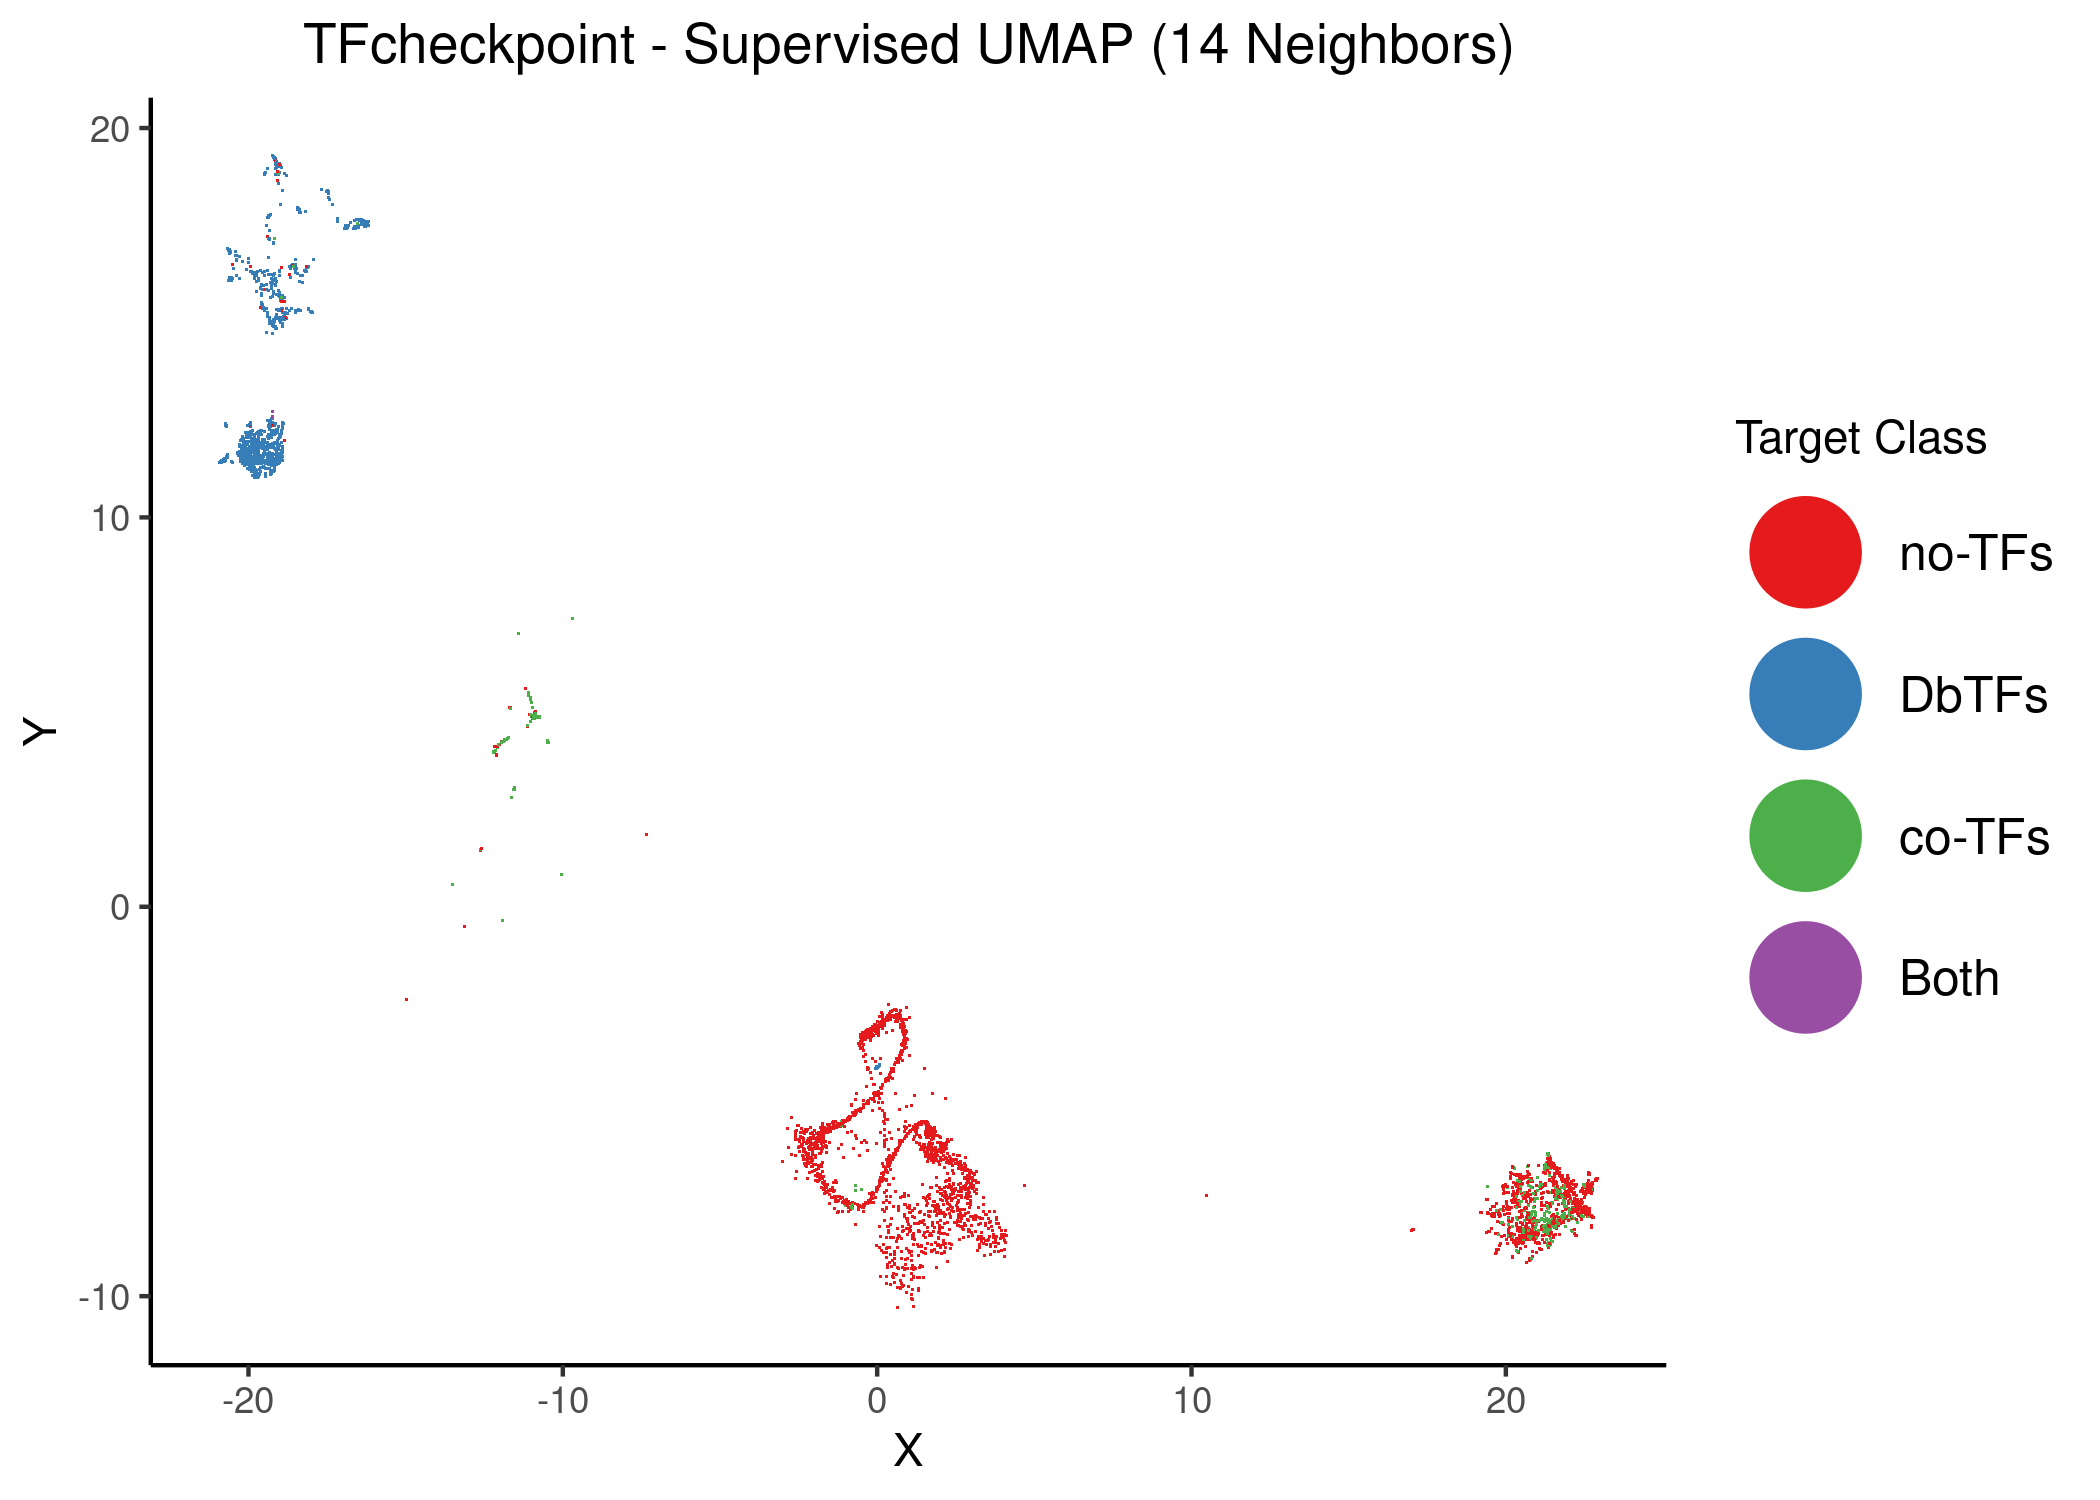 TFcheckpoint - Supervised UMAP (14 Neighbors)
20
10
0
-10
Y
-20
-10
0
10
20
X
Target Class
no-TFs
DbTFs
co-TFs
Both